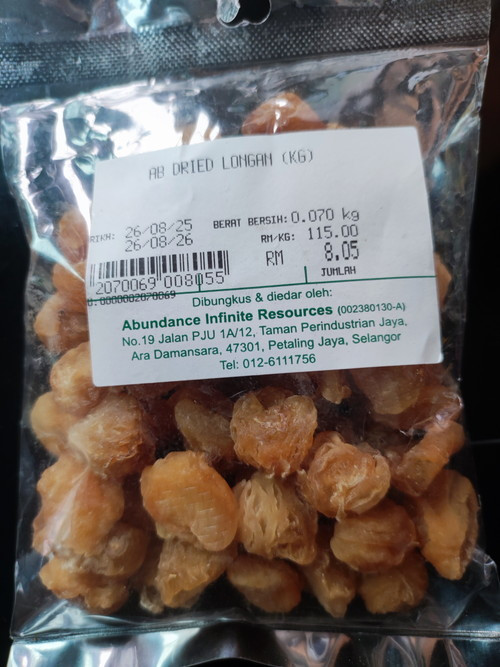 AB DRIED LONGAN (KG)
RIKH: 26/08/25 BERAT BERSIH: 0.070 kg
26/08/26 RM/KG: 115.00
RM 8.05
JUMLAH
2070069 008055
0000002070069
Dibungkus & diedar oleh:
Abundance Infinite Resources (002380130-A)
No.19 Jalan PJU 1A/12, Taman Perindustrian Jaya,
Ara Damansara, 47301, Petaling Jaya, Selangor
Tel: 012-6111756